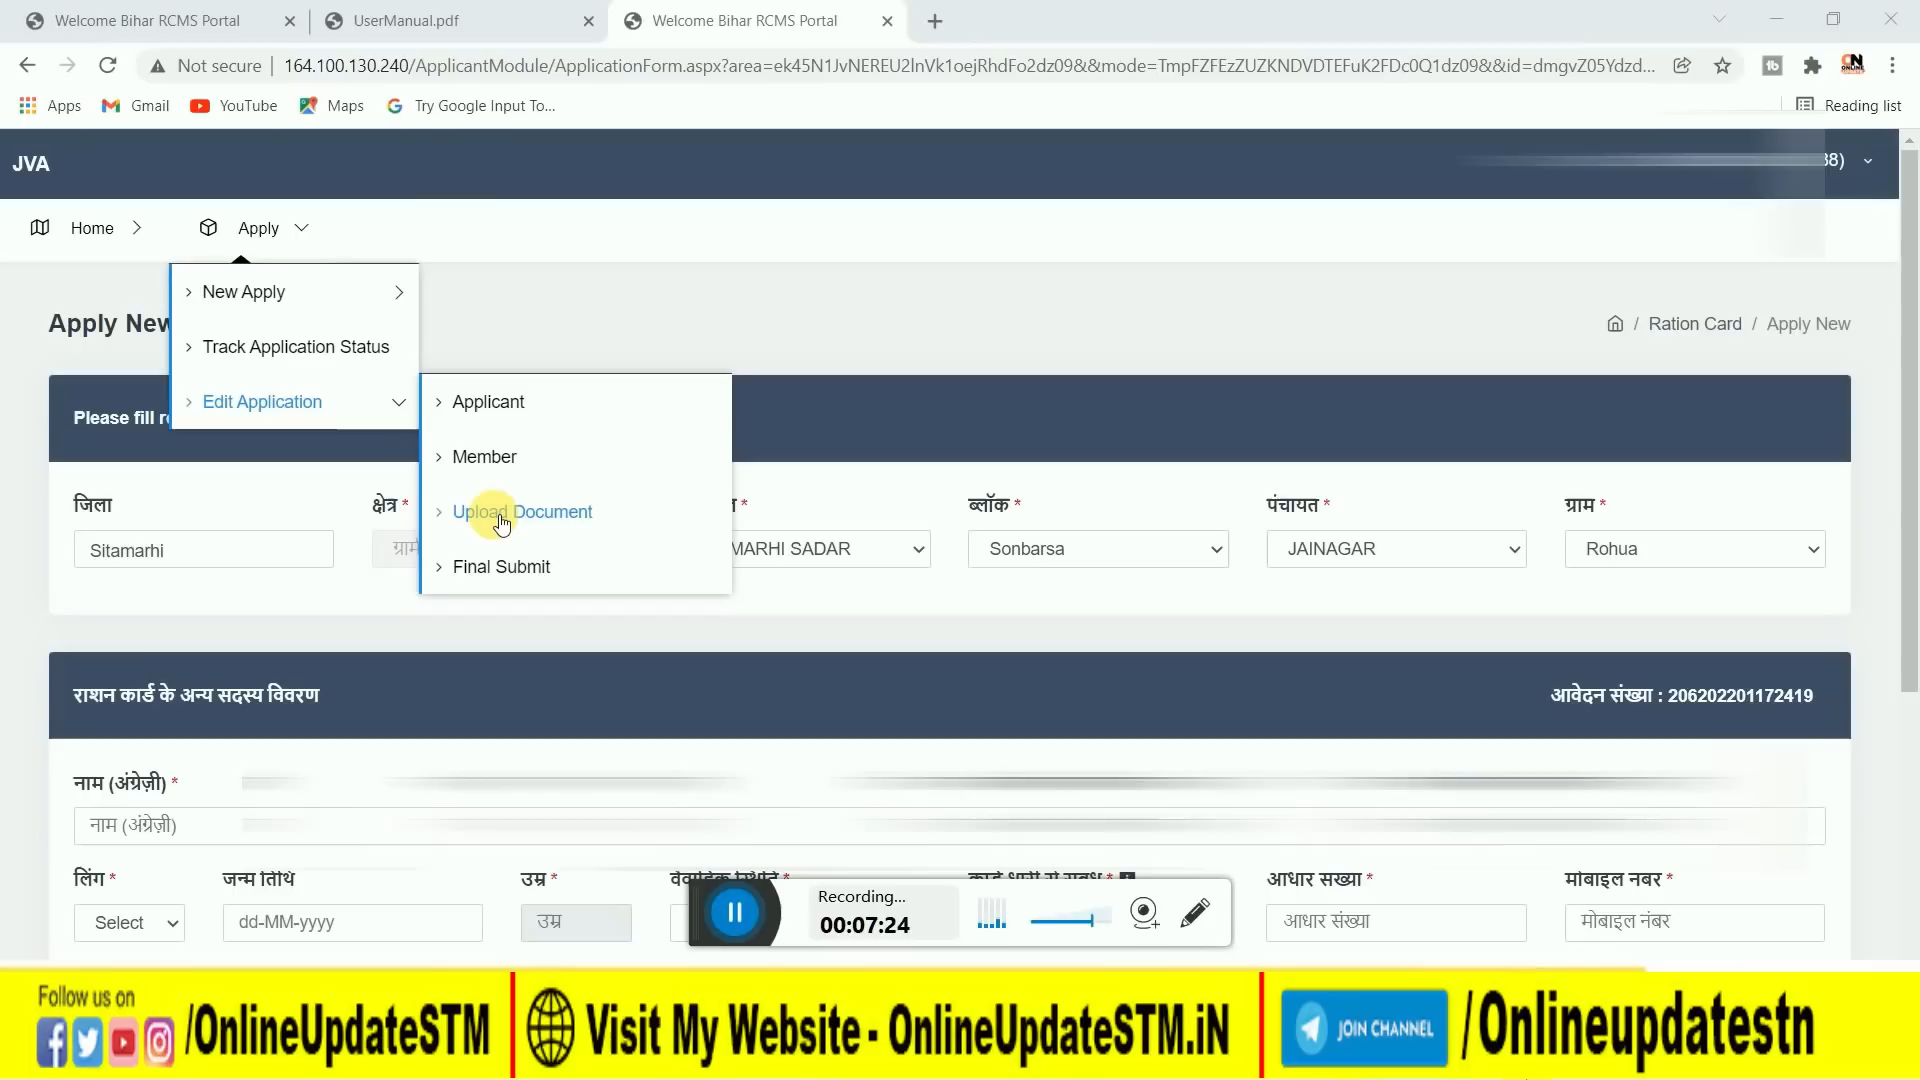 Welcome Bihar RCMS Portal
UserManual.pdf
Welcome Bihar RCMS Portal
Not secure
164.100.130.240/ApplicantModule/ApplicationForm.aspx?area=ek45N1JvNEREU2lnVk1oejRhdFo2dz09&&mode=TmpFZFEzZUZKNDVDTEFuK2FDc0Q1dz09&&id=dmgvZ05Ydzd...
Apps
Gmail
YouTube
Maps
Try Google Input To...
Reading list
JVA
38)
Home
Apply
New Apply
Apply New
/ Ration Card / Apply New
Track Application Status
Edit Application
Applicant
Please fill re
Member
Upload Document
Final Submit
जिला
क्षेत्र *
*
ब्लॉक *
पंचायत *
ग्राम *
Sitamarhi
ग्राम
MARHI SADAR
Sonbarsa
JAINAGAR
Rohua
राशन कार्ड के अन्य सदस्य विवरण
आवेदन संख्या : 206202201172419
नाम (अंग्रेज़ी) *
नाम (अंग्रेज़ी)
लिंग *
जन्म तिथि
उम्र *
आधार संख्या *
मोबाइल नंबर *
Select
dd-MM-yyyy
उम्र
आधार संख्या
मोबाइल नंबर
Recording...
00:07:24
Follow us on
/OnlineUpdateSTM
Visit My Website - OnlineUpdateSTM.iN
JOIN CHANNEL
/Onlineupdatestn